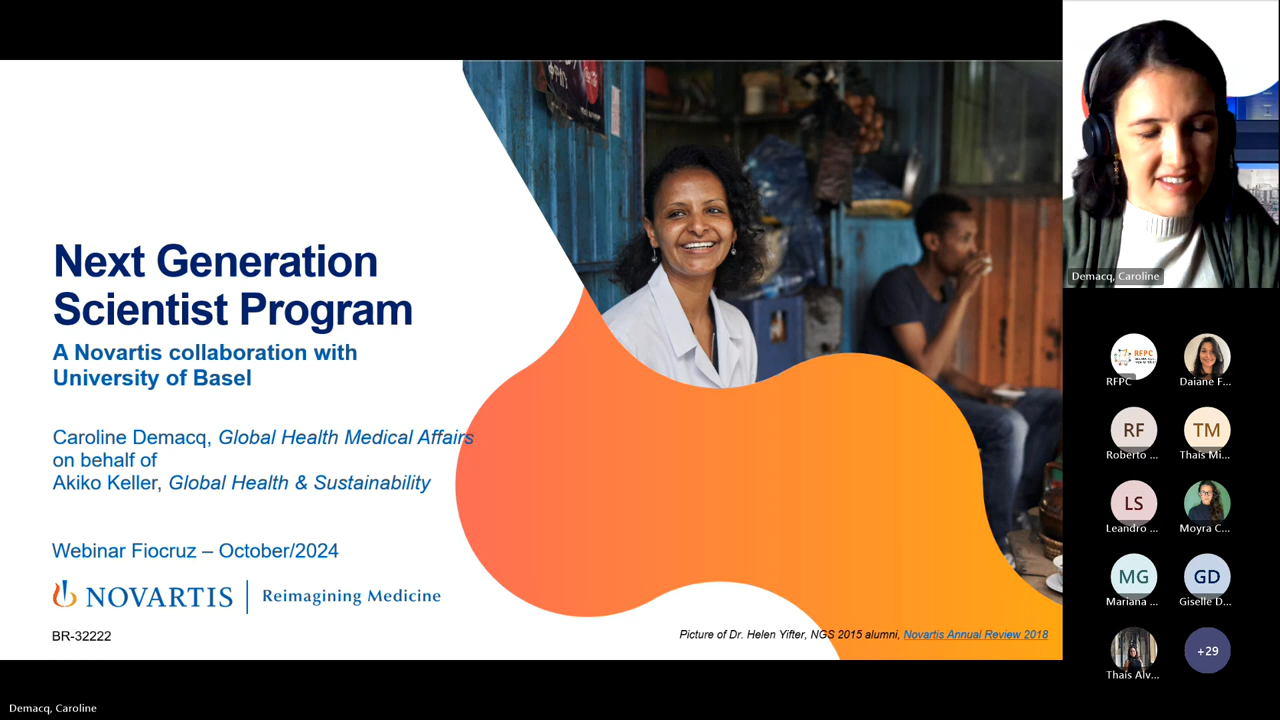 Next Generation
Scientist Program
A Novartis collaboration with
University of Basel
Caroline Demacq, Global Health Medical Affairs
on behalf of
Akiko Keller, Global Health & Sustainability
Webinar Fiocruz – October/2024
NOVARTIS | Reimagining Medicine
BR-32222
Picture of Dr. Helen Yifter, NGS 2015 alumni, Novartis Annual Review 2018
Demacq, Caroline
RFPC
RFPC
Daiane F...
RF
Roberto ...
TM
Thaís Mi...
LS
Leandro ...
Moyra C...
MG
Mariana ...
GD
Giselle D...
Thaís Alv...
+29
Demacq, Caroline